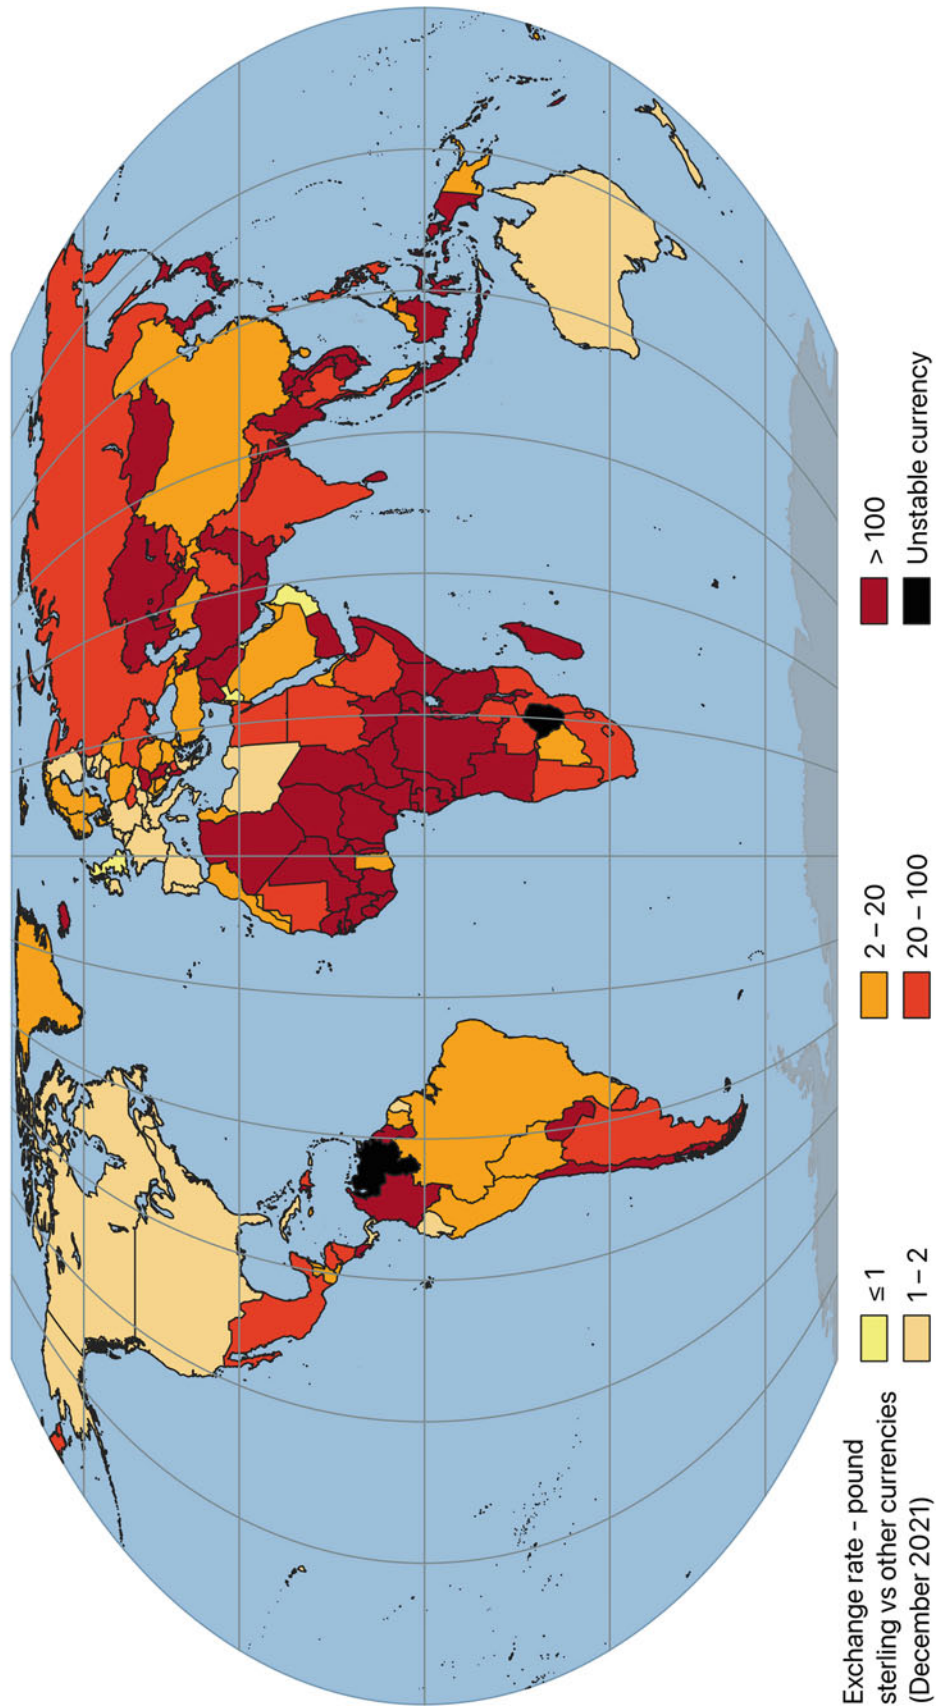 Exchange rate - pound
sterling vs other currencies
(December 2021)
≤ 1
1 – 2
2 – 20
20 – 100
> 100
Unstable currency